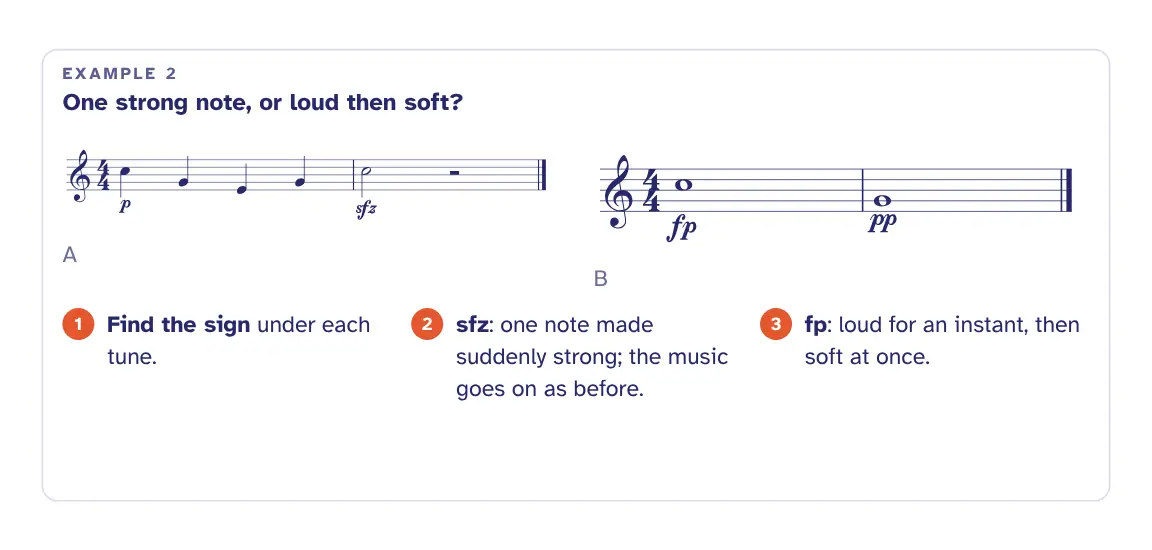 EXAMPLE 2
One strong note, or loud then soft?
4
4
p
sfz
A
4
4
fp
pp
B
1 Find the sign under each
tune.
2 sfz: one note made
suddenly strong; the music
goes on as before.
3 fp: loud for an instant, then
soft at once.